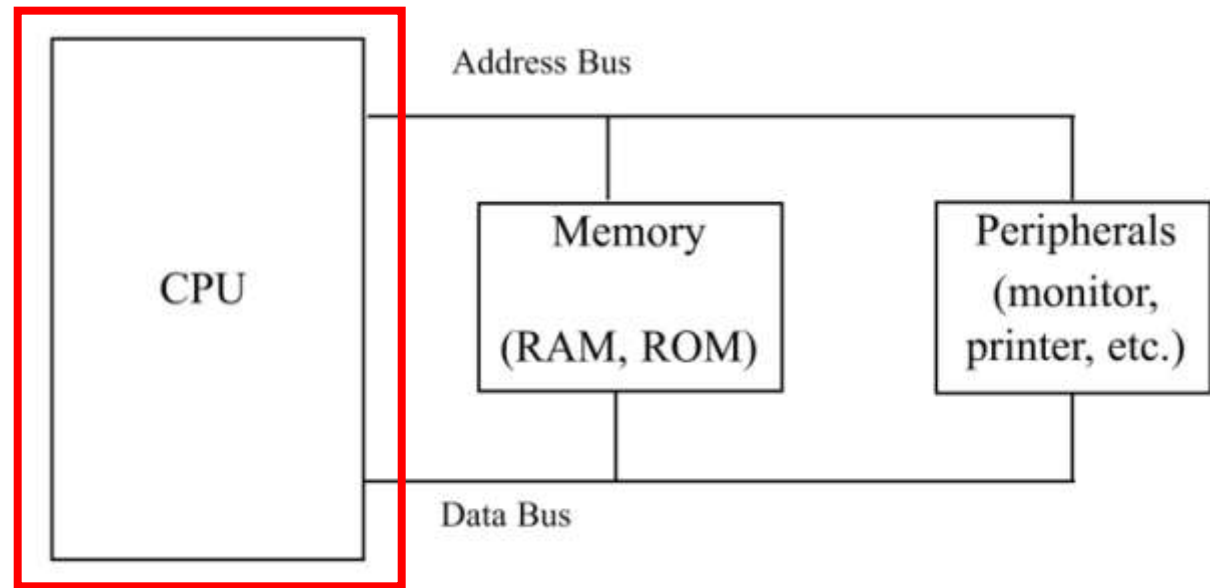 Address Bus
CPU
Memory
(RAM, ROM)
Peripherals
(monitor,
printer, etc.)
Data Bus